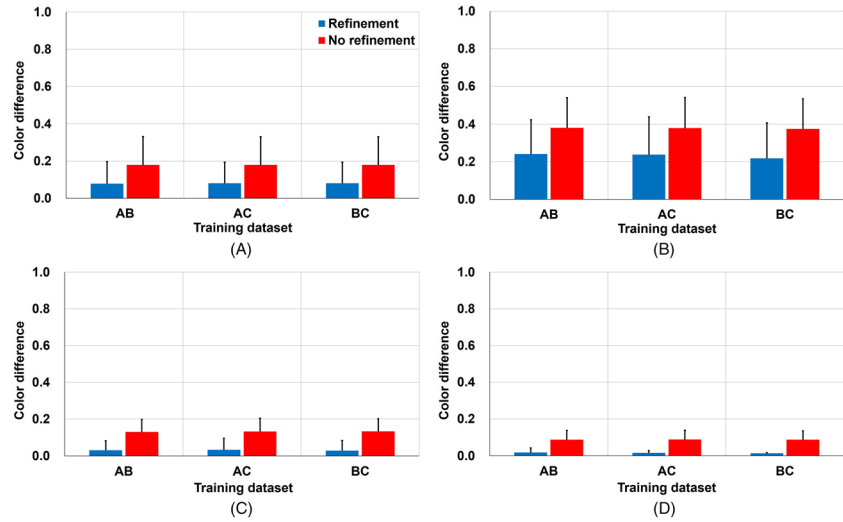 1.0
Refinement
No refinement
0.8
0.6
0.4
0.2
0.0
Color difference
AB AC BC
Training dataset
(A)
1.0
0.8
0.6
0.4
0.2
0.0
Color difference
AB AC BC
Training dataset
(B)
1.0
0.8
0.6
0.4
0.2
0.0
Color difference
AB AC BC
Training dataset
(C)
1.0
0.8
0.6
0.4
0.2
0.0
Color difference
AB AC BC
Training dataset
(D)